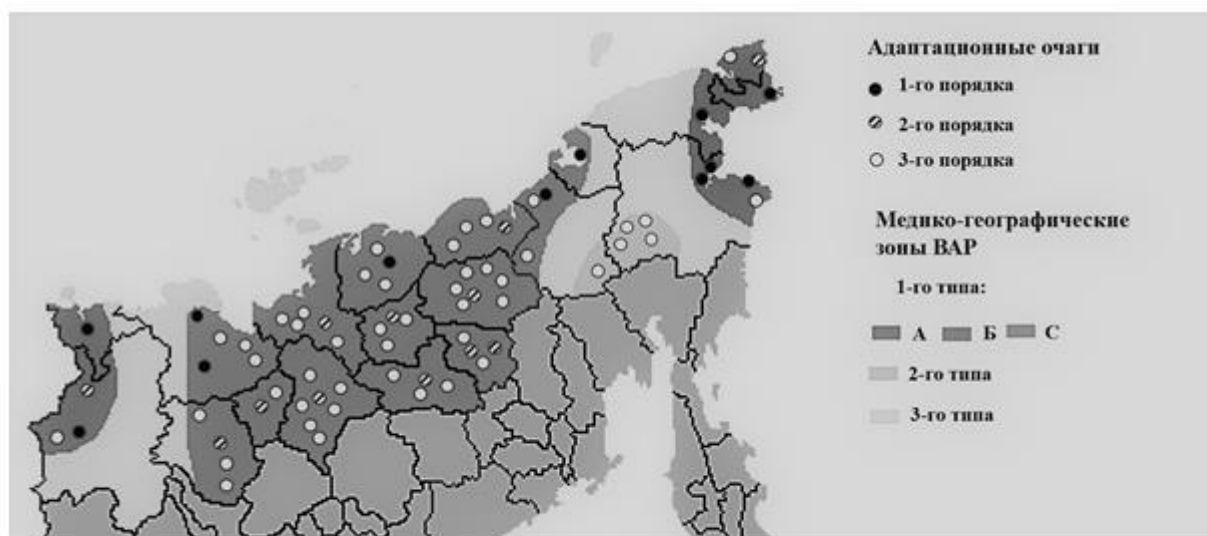 Адаптационные очаги
1-го порядка
2-го порядка
3-го порядка
Медико-географические
зоны ВАР
1-го типа:
А Б С
2-го типа
3-го типа